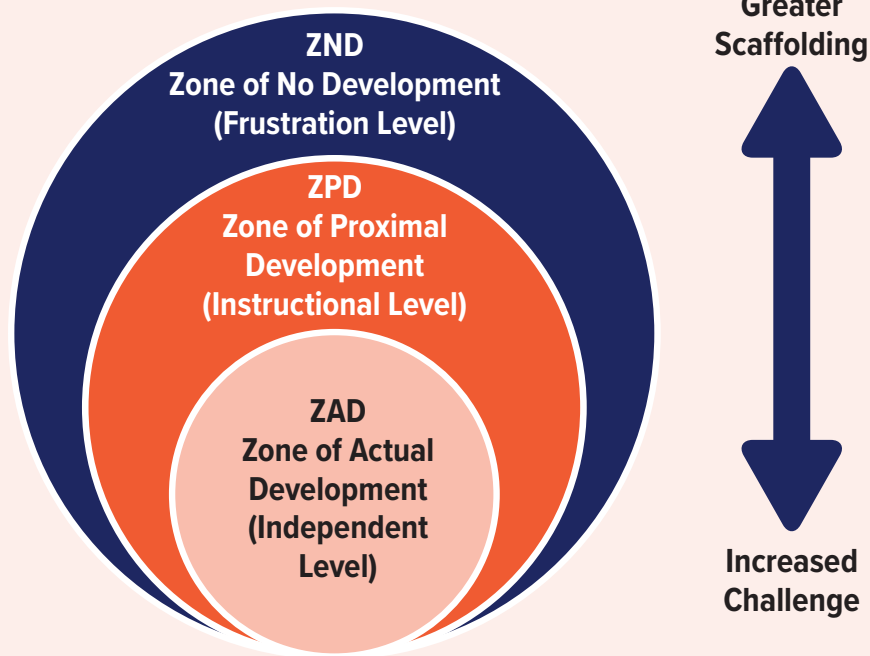 ZND
Zone of No Development
(Frustration Level)
ZPD
Zone of Proximal
Development
(Instructional Level)
ZAD
Zone of Actual
Development
(Independent
Level)
Greater
Scaffolding
Increased
Challenge